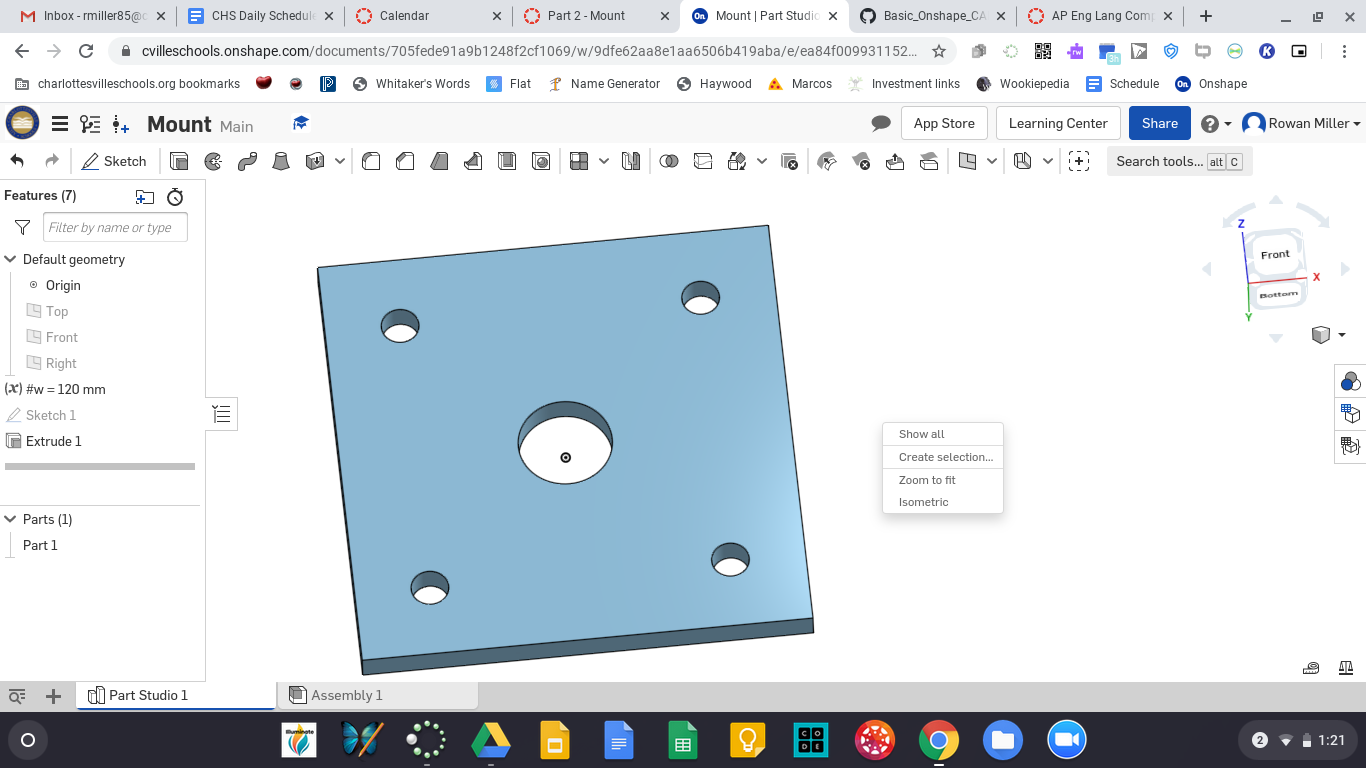 Inbox - rmiller85@c
CHS Daily Schedule
Calendar
Part 2 - Mount
Mount | Part Studio
Basic_Onshape_CA
AP Eng Lang Comp
cvilleschools.onshape.com/documents/705fede91a9b1248f2cf1069/w/9dfe62aa8e1aa6506b419aba/e/ea84f009931152...
3h
charlottesvilleschools.org bookmarks
Whitaker's Words
Flat
Name Generator
Haywood
Marcos
Investment links
Wookiepedia
Schedule
Onshape
Mount Main
App Store
Learning Center
Share
Rowan Miller
Sketch
Search tools... alt C
Features (7)
Filter by name or type
Default geometry
Origin
Top
Front
Right
(x) #w = 120 mm
Sketch 1
Extrude 1
Parts (1)
Part 1
Z
Front
X
Bottom
Y
Show all
Create selection...
Zoom to fit
Isometric
Part Studio 1
Assembly 1
illuminate
C O
D E
2
1:21